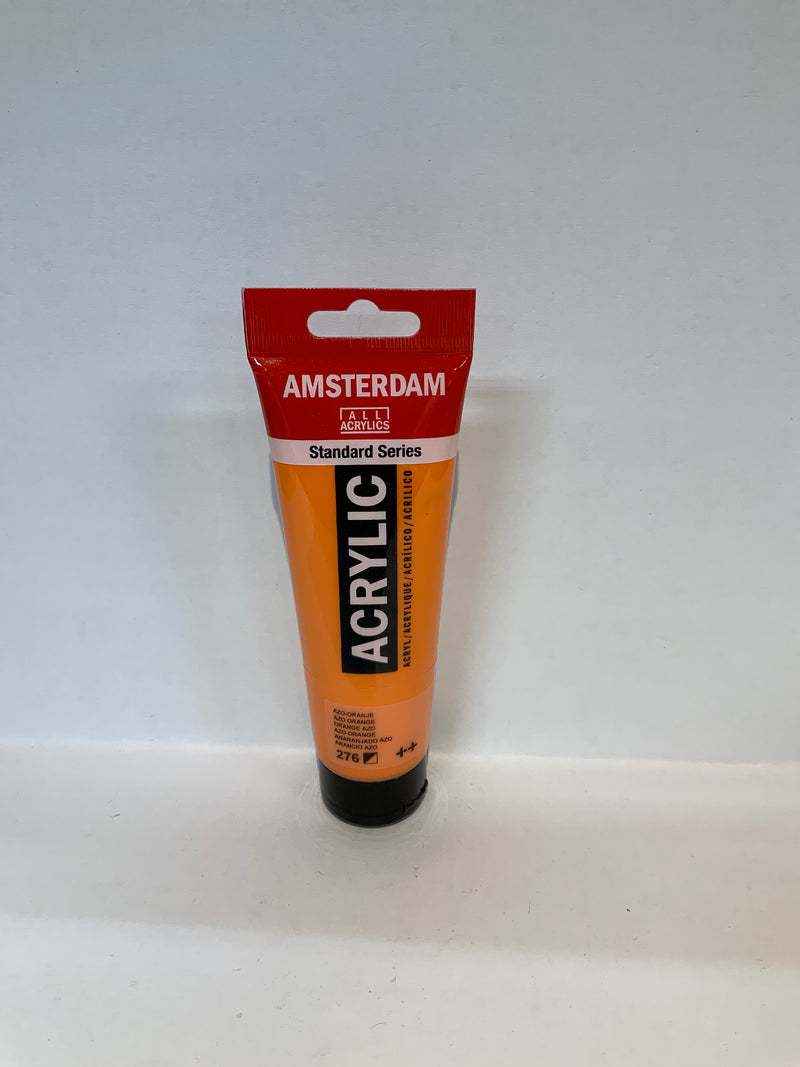 AMSTERDAM
ALL
ACRYLICS
Standard Series
ACRYLIC
ACRYL/ACRYLIQUE/ACRÍLICO/ACRILICO
AZO-ORANJE
AZO ORANGE
ORANGE AZO
AZO-ORANGE
ANARANJADO AZO
ARANCIO AZO
276
++